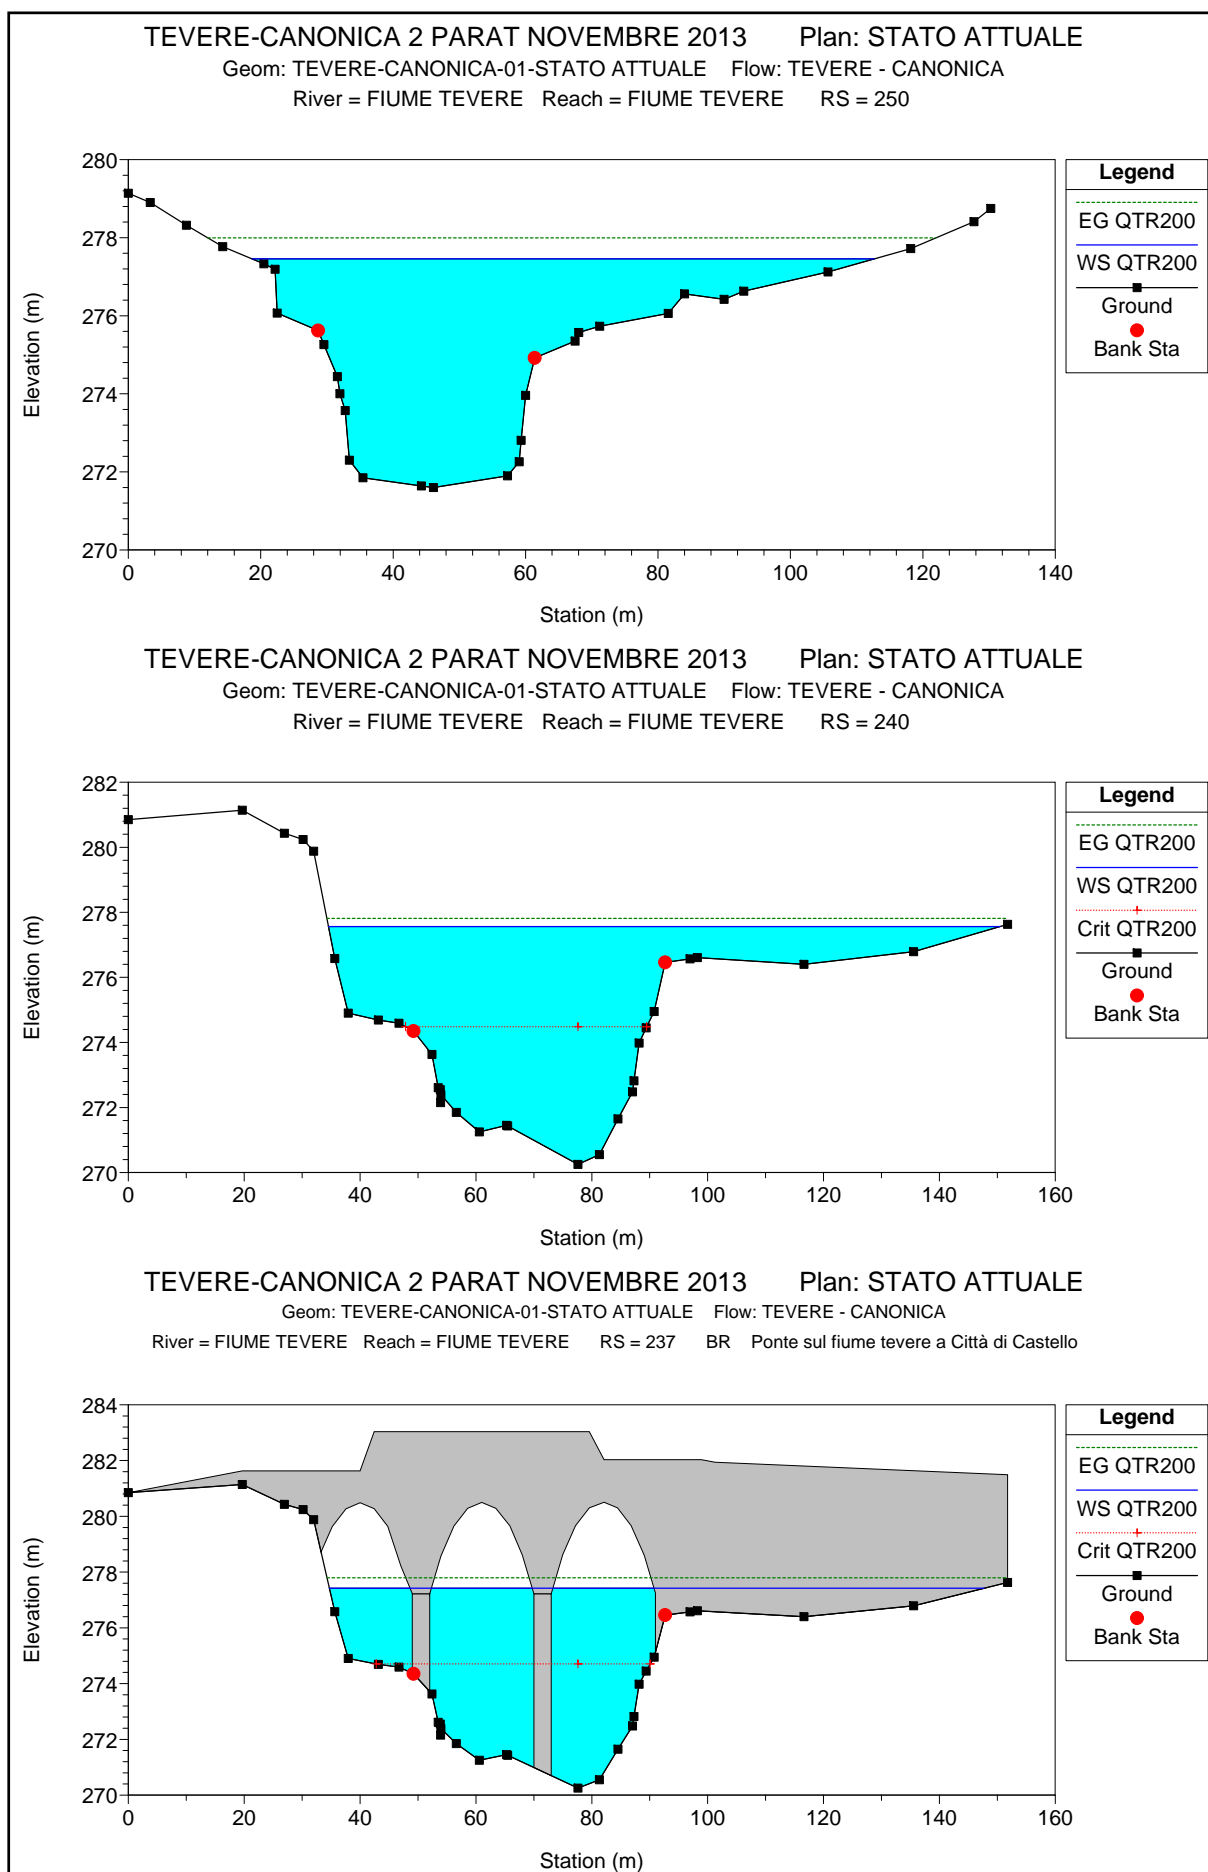 TEVERE-CANONICA 2 PARAT NOVEMBRE 2013 Plan: STATO ATTUALE
Geom: TEVERE-CANONICA-01-STATO ATTUALE Flow: TEVERE - CANONICA
River = FIUME TEVERE Reach = FIUME TEVERE RS = 250
280
278
276
274
272
270
Elevation (m)
0 20 40 60 80 100 120 140
Station (m)
Legend
EG QTR200
WS QTR200
Ground
Bank Sta
TEVERE-CANONICA 2 PARAT NOVEMBRE 2013 Plan: STATO ATTUALE
Geom: TEVERE-CANONICA-01-STATO ATTUALE Flow: TEVERE - CANONICA
River = FIUME TEVERE Reach = FIUME TEVERE RS = 240
282
280
278
276
274
272
270
Elevation (m)
0 20 40 60 80 100 120 140 160
Station (m)
Legend
EG QTR200
WS QTR200
Crit QTR200
Ground
Bank Sta
TEVERE-CANONICA 2 PARAT NOVEMBRE 2013 Plan: STATO ATTUALE
Geom: TEVERE-CANONICA-01-STATO ATTUALE Flow: TEVERE - CANONICA
River = FIUME TEVERE Reach = FIUME TEVERE RS = 237 BR Ponte sul fiume tevere a Città di Castello
284
282
280
278
276
274
272
270
Elevation (m)
0 20 40 60 80 100 120 140 160
Station (m)
Legend
EG QTR200
WS QTR200
Crit QTR200
Ground
Bank Sta